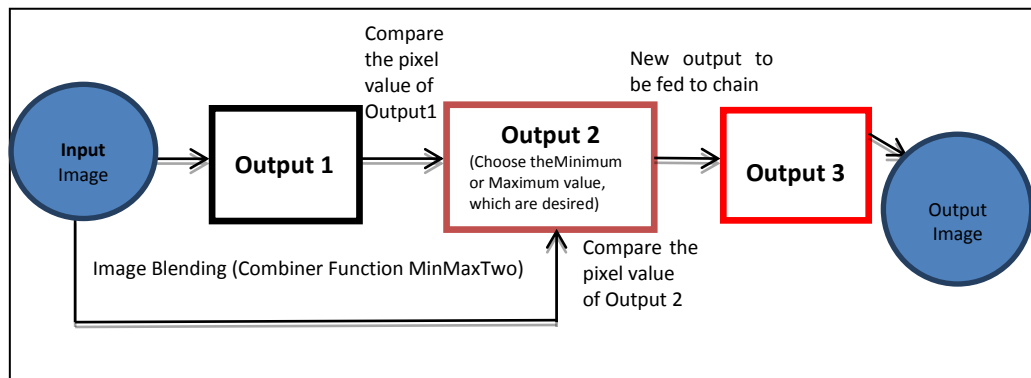 Compare
the pixel
value of
Output1
New output to
be fed to chain
Input
Image
Output 1
Output 2
(Choose theMinimum
or Maximum value,
which are desired)
Output 3
Output
Image
Image Blending (Combiner Function MinMaxTwo)
Compare the
pixel value
of Output 2